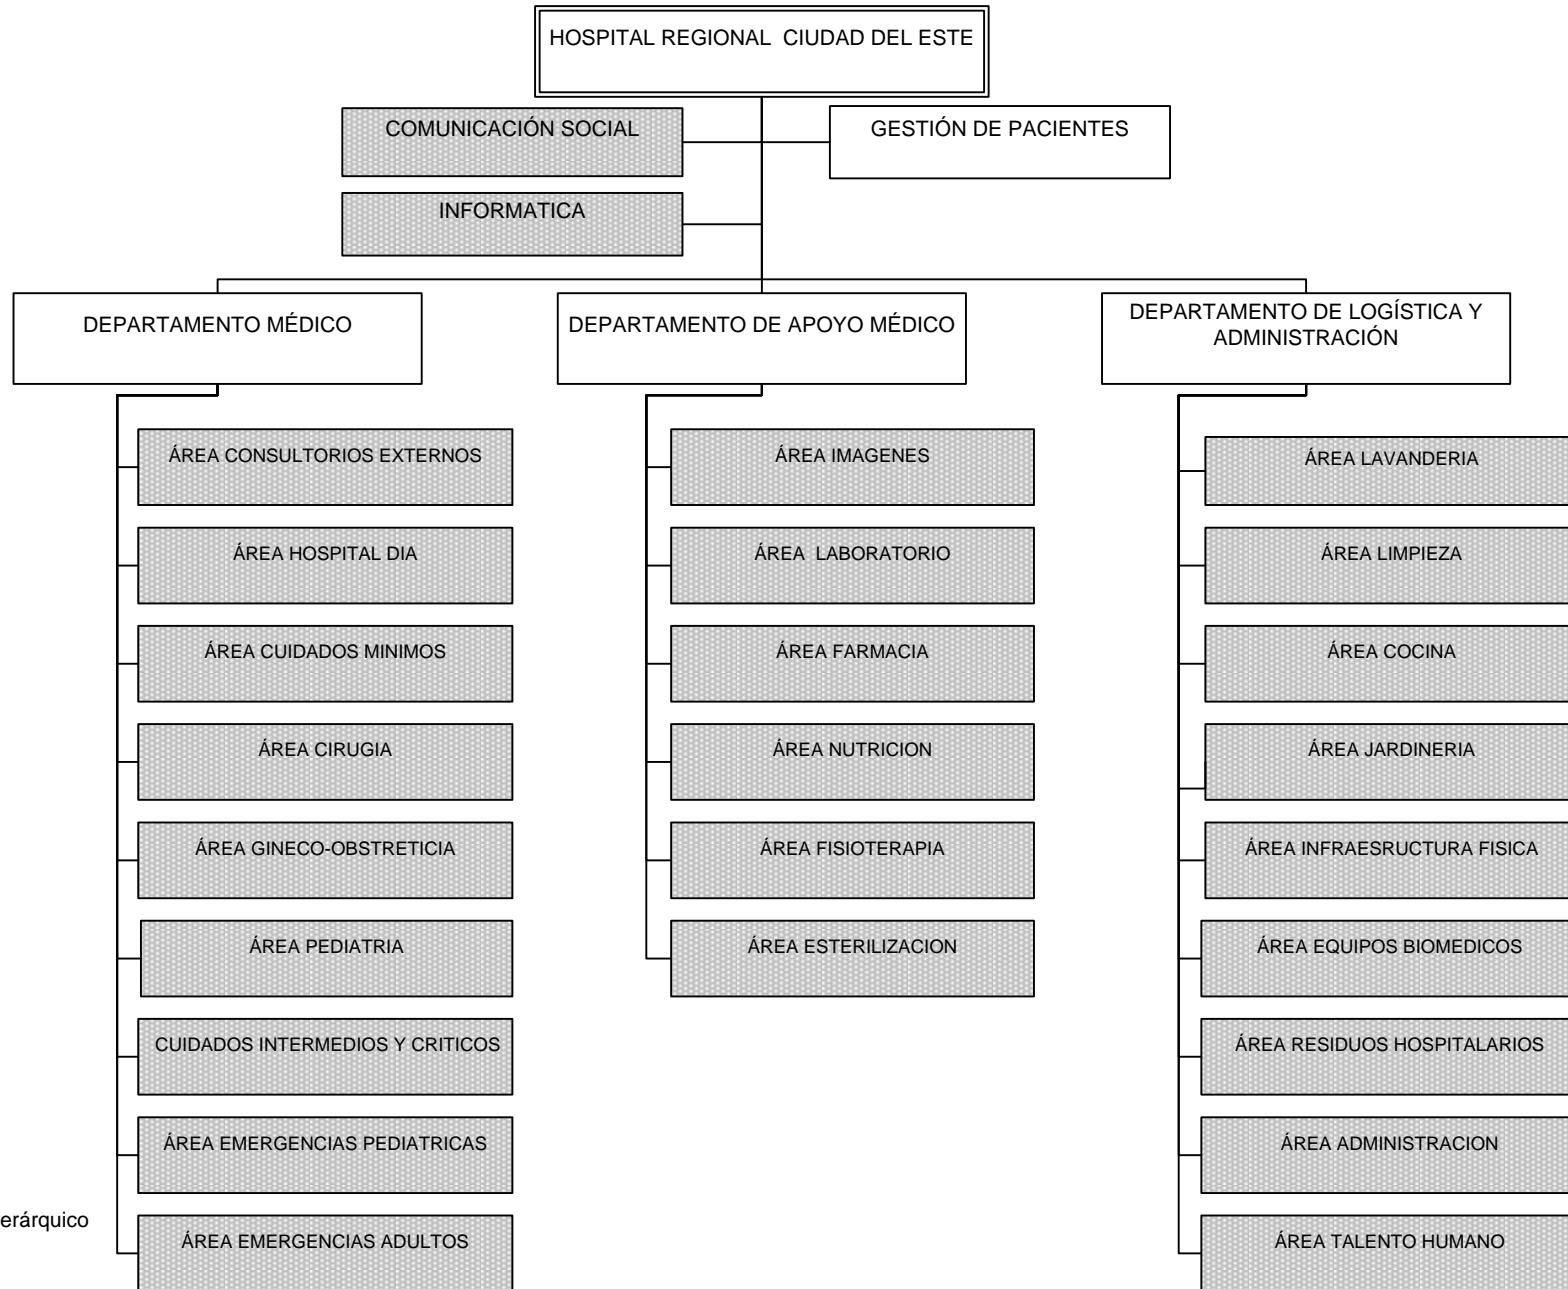 HOSPITAL REGIONAL CIUDAD DEL ESTE
COMUNICACIÓN SOCIAL
GESTIÓN DE PACIENTES
INFORMATICA
DEPARTAMENTO MÉDICO
DEPARTAMENTO DE APOYO MÉDICO
DEPARTAMENTO DE LOGÍSTICA Y
ADMINISTRACIÓN
ÁREA CONSULTORIOS EXTERNOS
ÁREA HOSPITAL DIA
ÁREA CUIDADOS MINIMOS
ÁREA CIRUGIA
ÁREA GINECO-OBSTRETICIA
ÁREA PEDIATRIA
CUIDADOS INTERMEDIOS Y CRITICOS
ÁREA EMERGENCIAS PEDIATRICAS
ÁREA EMERGENCIAS ADULTOS
ÁREA IMAGENES
ÁREA LABORATORIO
ÁREA FARMACIA
ÁREA NUTRICION
ÁREA FISIOTERAPIA
ÁREA ESTERILIZACION
ÁREA LAVANDERIA
ÁREA LIMPIEZA
ÁREA COCINA
ÁREA JARDINERIA
ÁREA INFRAESRUCTURA FISICA
ÁREA EQUIPOS BIOMEDICOS
ÁREA RESIDUOS HOSPITALARIOS
ÁREA ADMINISTRACION
ÁREA TALENTO HUMANO
erárquico